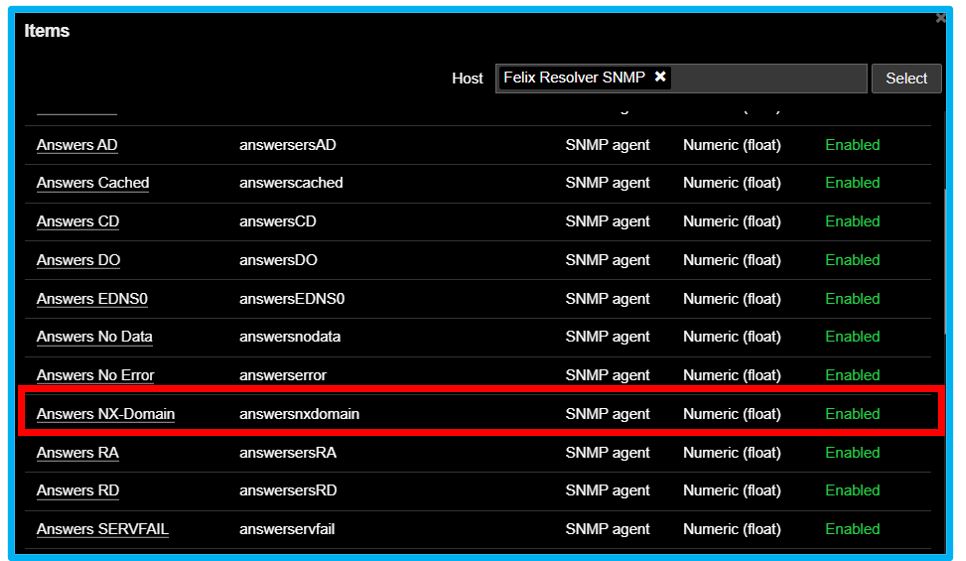 Items
Host Felix Resolver SNMP ✖ Select
Answers AD answersersAD SNMP agent Numeric (float) Enabled
Answers Cached answerscached SNMP agent Numeric (float) Enabled
Answers CD answersCD SNMP agent Numeric (float) Enabled
Answers DO answersDO SNMP agent Numeric (float) Enabled
Answers EDNS0 answersEDNS0 SNMP agent Numeric (float) Enabled
Answers No Data answersnodata SNMP agent Numeric (float) Enabled
Answers No Error answerserror SNMP agent Numeric (float) Enabled
Answers NX-Domain answersnxdomain SNMP agent Numeric (float) Enabled
Answers RA answersersRA SNMP agent Numeric (float) Enabled
Answers RD answersersRD SNMP agent Numeric (float) Enabled
Answers SERVFAIL answerservfail SNMP agent Numeric (float) Enabled